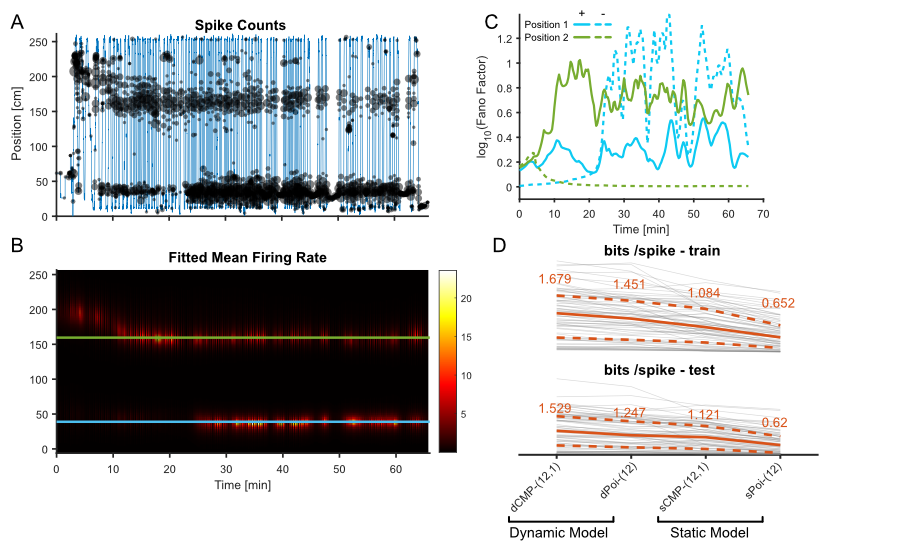 A
Spike Counts
Position [cm]
250
200
150
100
50
0
B
Fitted Mean Firing Rate
250
200
150
100
50
0
0 10 20 30 40 50 60
Time [min]
20
15
10
5
C
+ -
Position 1
Position 2
log10(Fano Factor)
1.2
1
0.8
0.6
0.4
0.2
0
0 10 20 30 40 50 60 70
Time [min]
D
bits /spike - train
1.679 1.451 1.084 0.652
bits /spike - test
1.529 1.247 1.121 0.62
dCMP-(12,1) dPoi-(12) sCMP-(12,1) sPoi-(12)
Dynamic Model Static Model